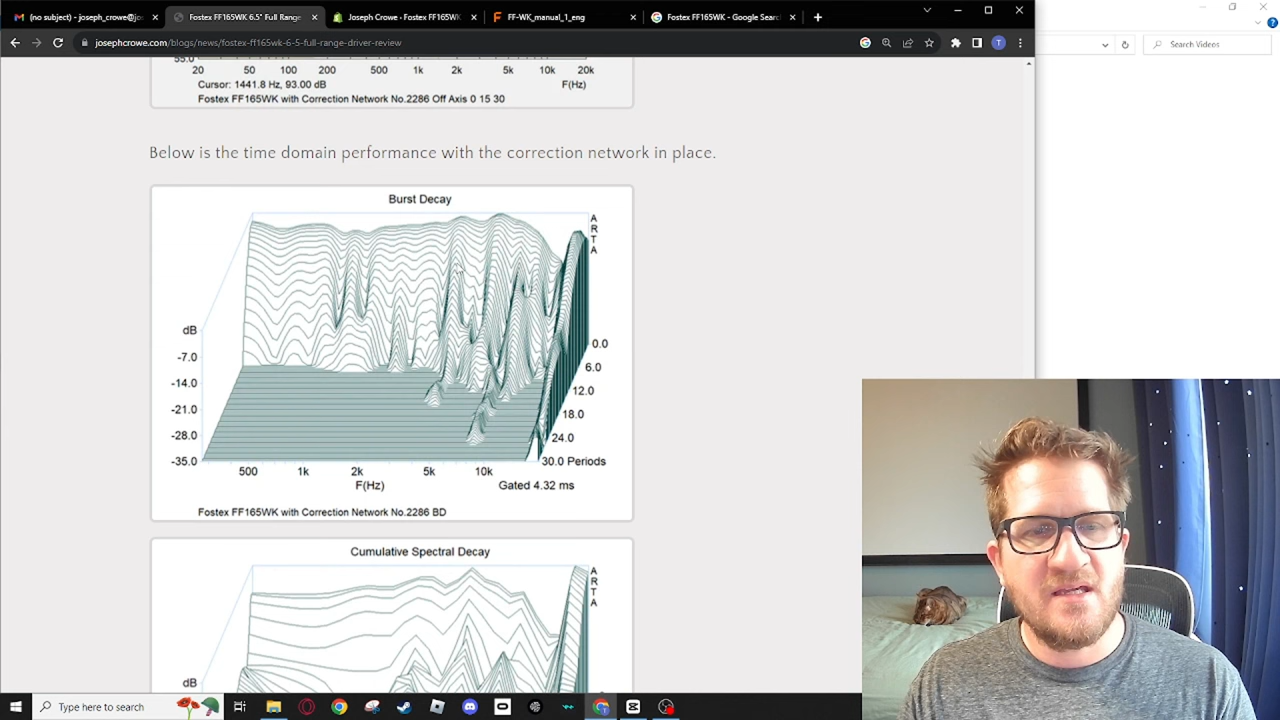 (no subject) - joseph_crowe@jo
Fostex FF165WK 6.5" Full Range
Joseph Crowe · Fostex FF165WK
FF-WK_manual_1_eng
Fostex FF165WK - Google Searc
josephcrowe.com/blogs/news/fostex-ff165wk-6-5-full-range-driver-review
T
Search Videos
55.0
20 50 100 200 500 1k 2k 5k 10k 20k
Cursor: 1441.8 Hz, 93.00 dB
F(Hz)
Fostex FF165WK with Correction Network No.2286 Off Axis 0 15 30
Below is the time domain performance with the correction network in place.
Burst Decay
A
R
T
A
dB
-7.0
-14.0
-21.0
-28.0
-35.0
0.0
6.0
12.0
18.0
24.0
30.0 Periods
500 1k 2k 5k 10k
F(Hz)
Gated 4.32 ms
Fostex FF165WK with Correction Network No.2286 BD
Cumulative Spectral Decay
A
R
T
A
dB
Type here to search